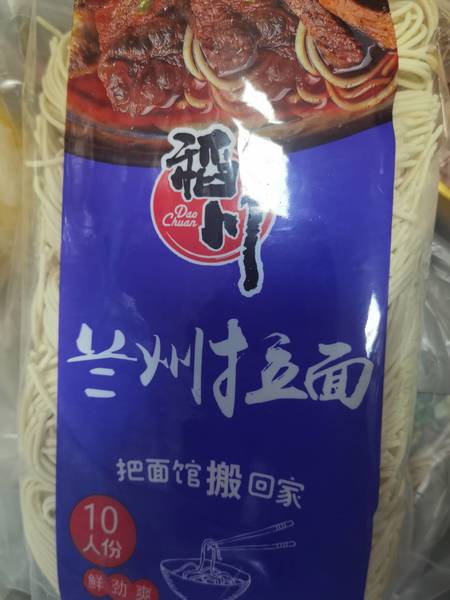 稻川
Dao
Chuan
兰州拉面
把面馆搬回家
10
人份
鲜劲爽